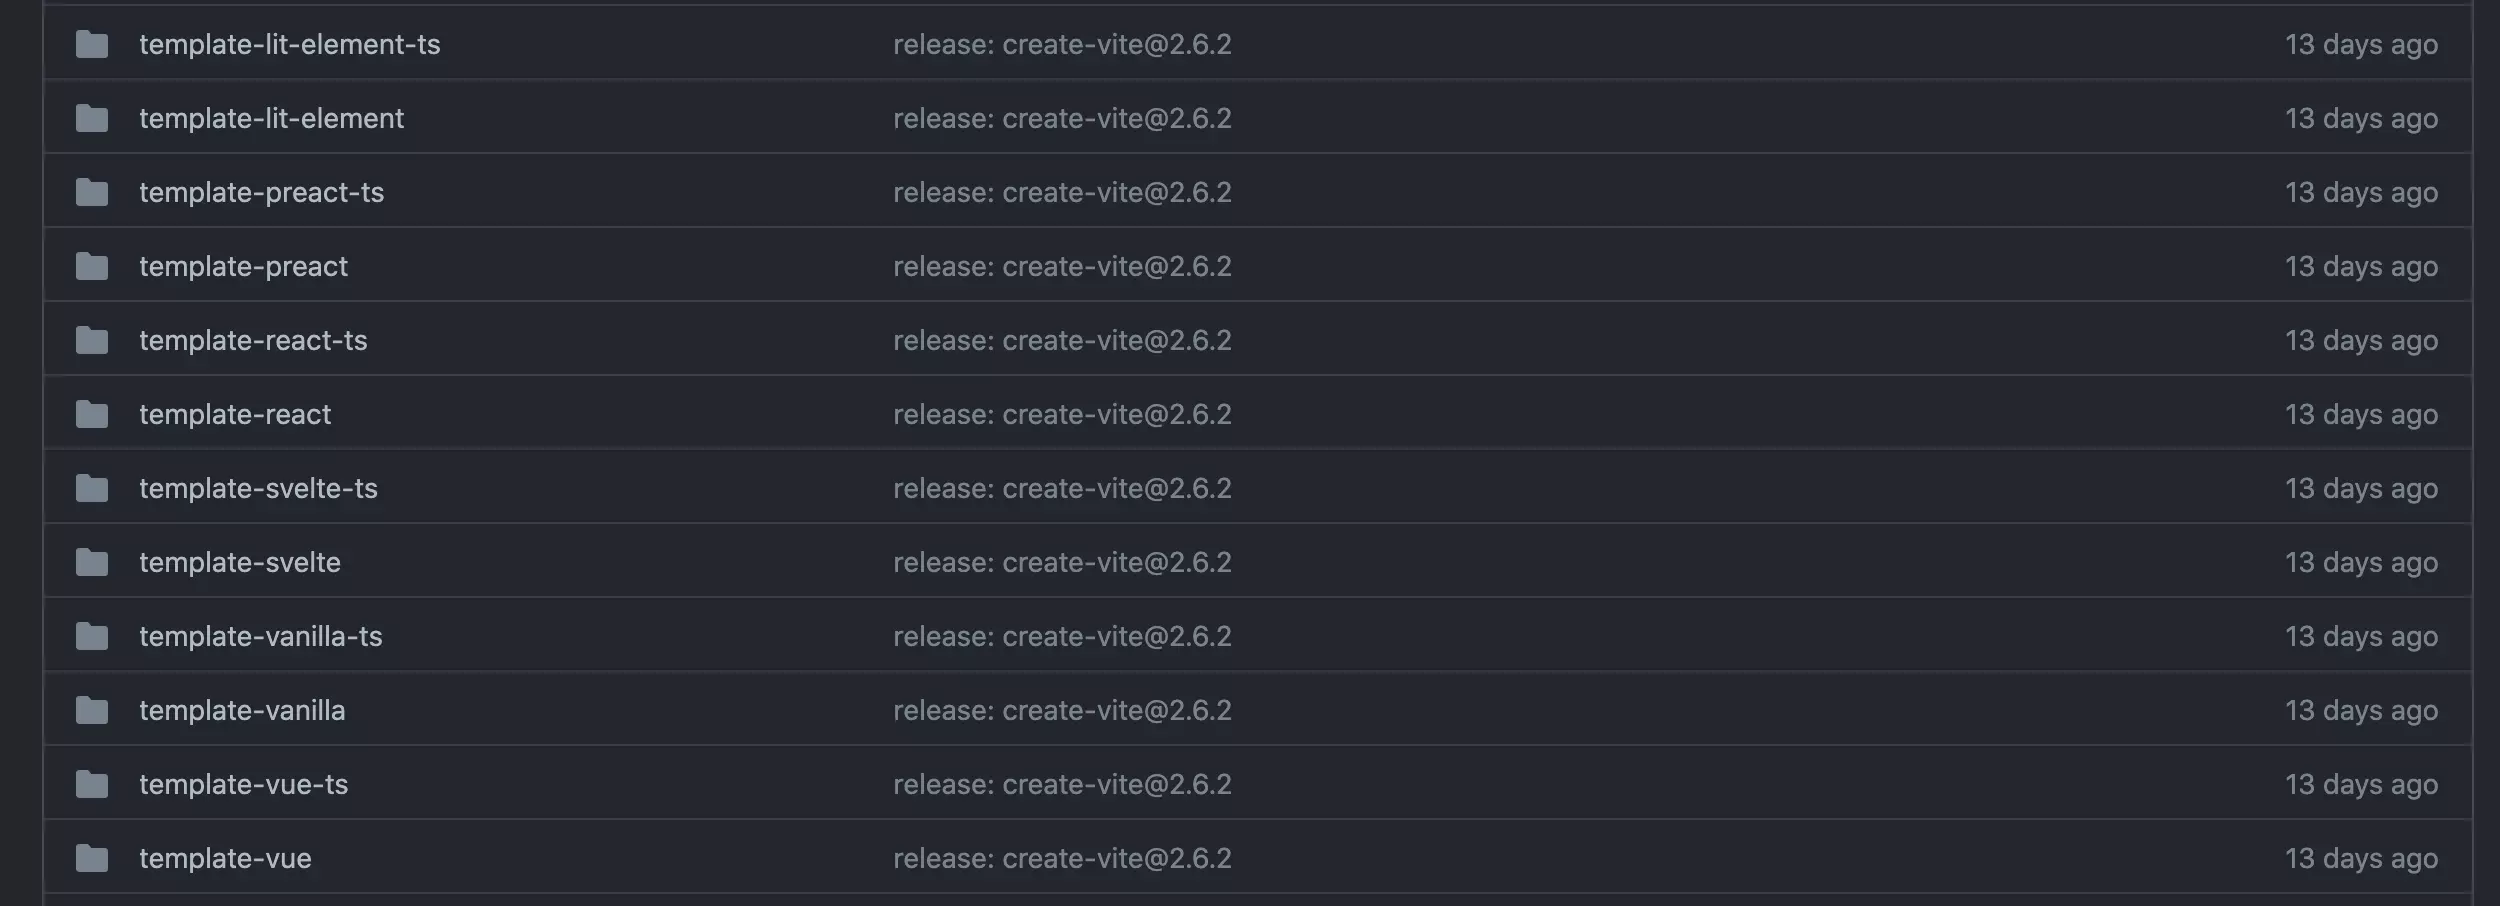 template-lit-element-ts release: create-vite@2.6.2 13 days ago
template-lit-element release: create-vite@2.6.2 13 days ago
template-preact-ts release: create-vite@2.6.2 13 days ago
template-preact release: create-vite@2.6.2 13 days ago
template-react-ts release: create-vite@2.6.2 13 days ago
template-react release: create-vite@2.6.2 13 days ago
template-svelte-ts release: create-vite@2.6.2 13 days ago
template-svelte release: create-vite@2.6.2 13 days ago
template-vanilla-ts release: create-vite@2.6.2 13 days ago
template-vanilla release: create-vite@2.6.2 13 days ago
template-vue-ts release: create-vite@2.6.2 13 days ago
template-vue release: create-vite@2.6.2 13 days ago